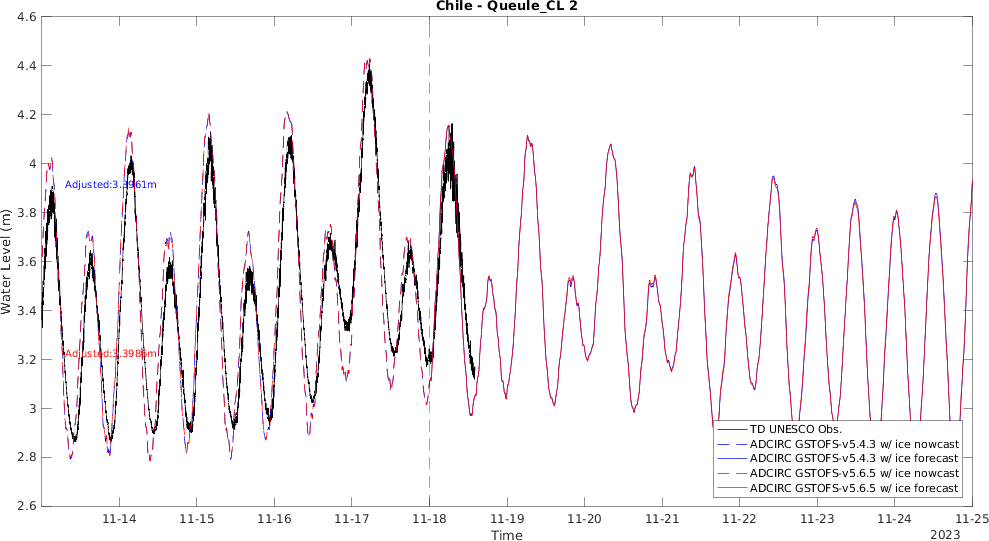 Chile - Queule_CL 2
4.6
4.4
4.2
4
3.8
3.6
3.4
3.2
3
2.8
2.6
Water Level (m)
Adjusted:3.3961m
Adjusted:3.3986m
TD UNESCO Obs.
ADCIRC GSTOFS-v5.4.3 w/ ice nowcast
ADCIRC GSTOFS-v5.4.3 w/ ice forecast
ADCIRC GSTOFS-v5.6.5 w/ ice nowcast
ADCIRC GSTOFS-v5.6.5 w/ ice forecast
11-14 11-15 11-16 11-17 11-18 11-19 11-20 11-21 11-22 11-23 11-24 11-25
Time
2023